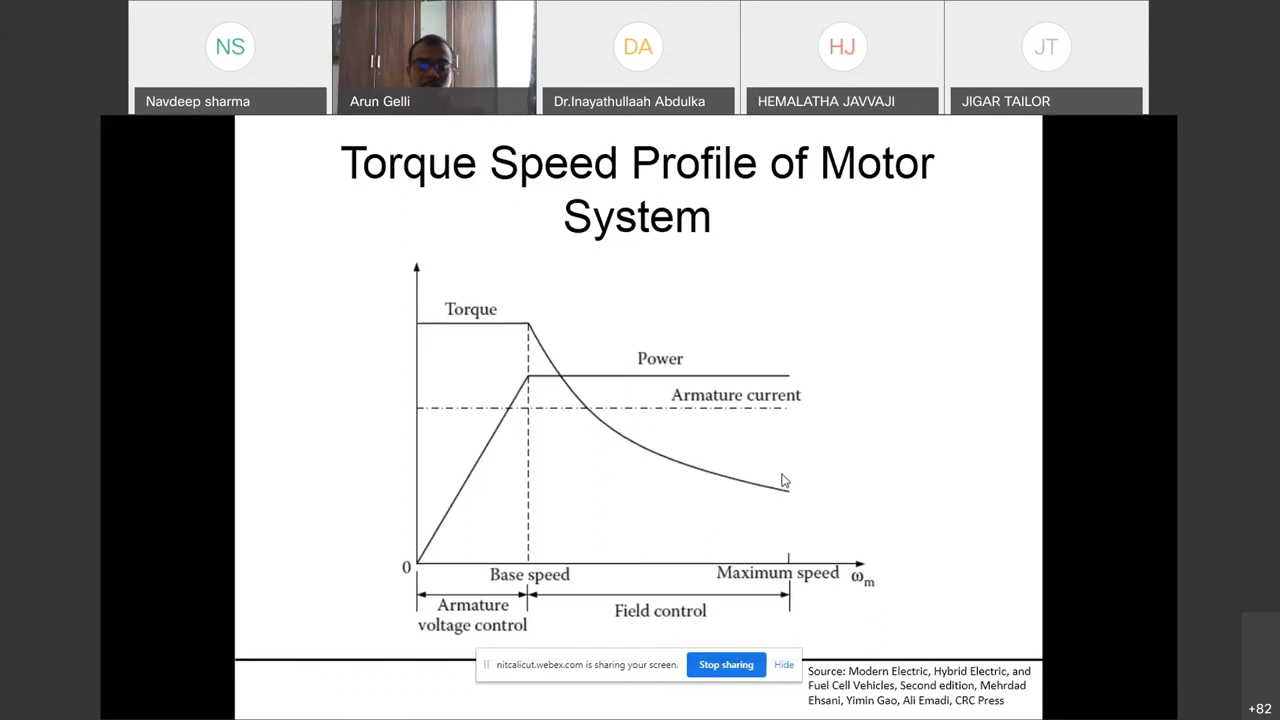 NS
DA
HJ
JT
Navdeep sharma
Arun Gelli
Dr.Inayathullaah Abdulka
HEMALATHA JAVVAJI
JIGAR TAILOR
Torque Speed Profile of Motor
System
Torque
Power
Armature current
0
Base speed
Maximum speed
ωm
Armature
voltage control
Field control
nitcalicut.webex.com is sharing your screen.
Stop sharing
Hide
Source: Modern Electric, Hybrid Electric, and
Fuel Cell Vehicles, Second edition, Mehrdad
Ehsani, Yimin Gao, Ali Emadi, CRC Press
+82